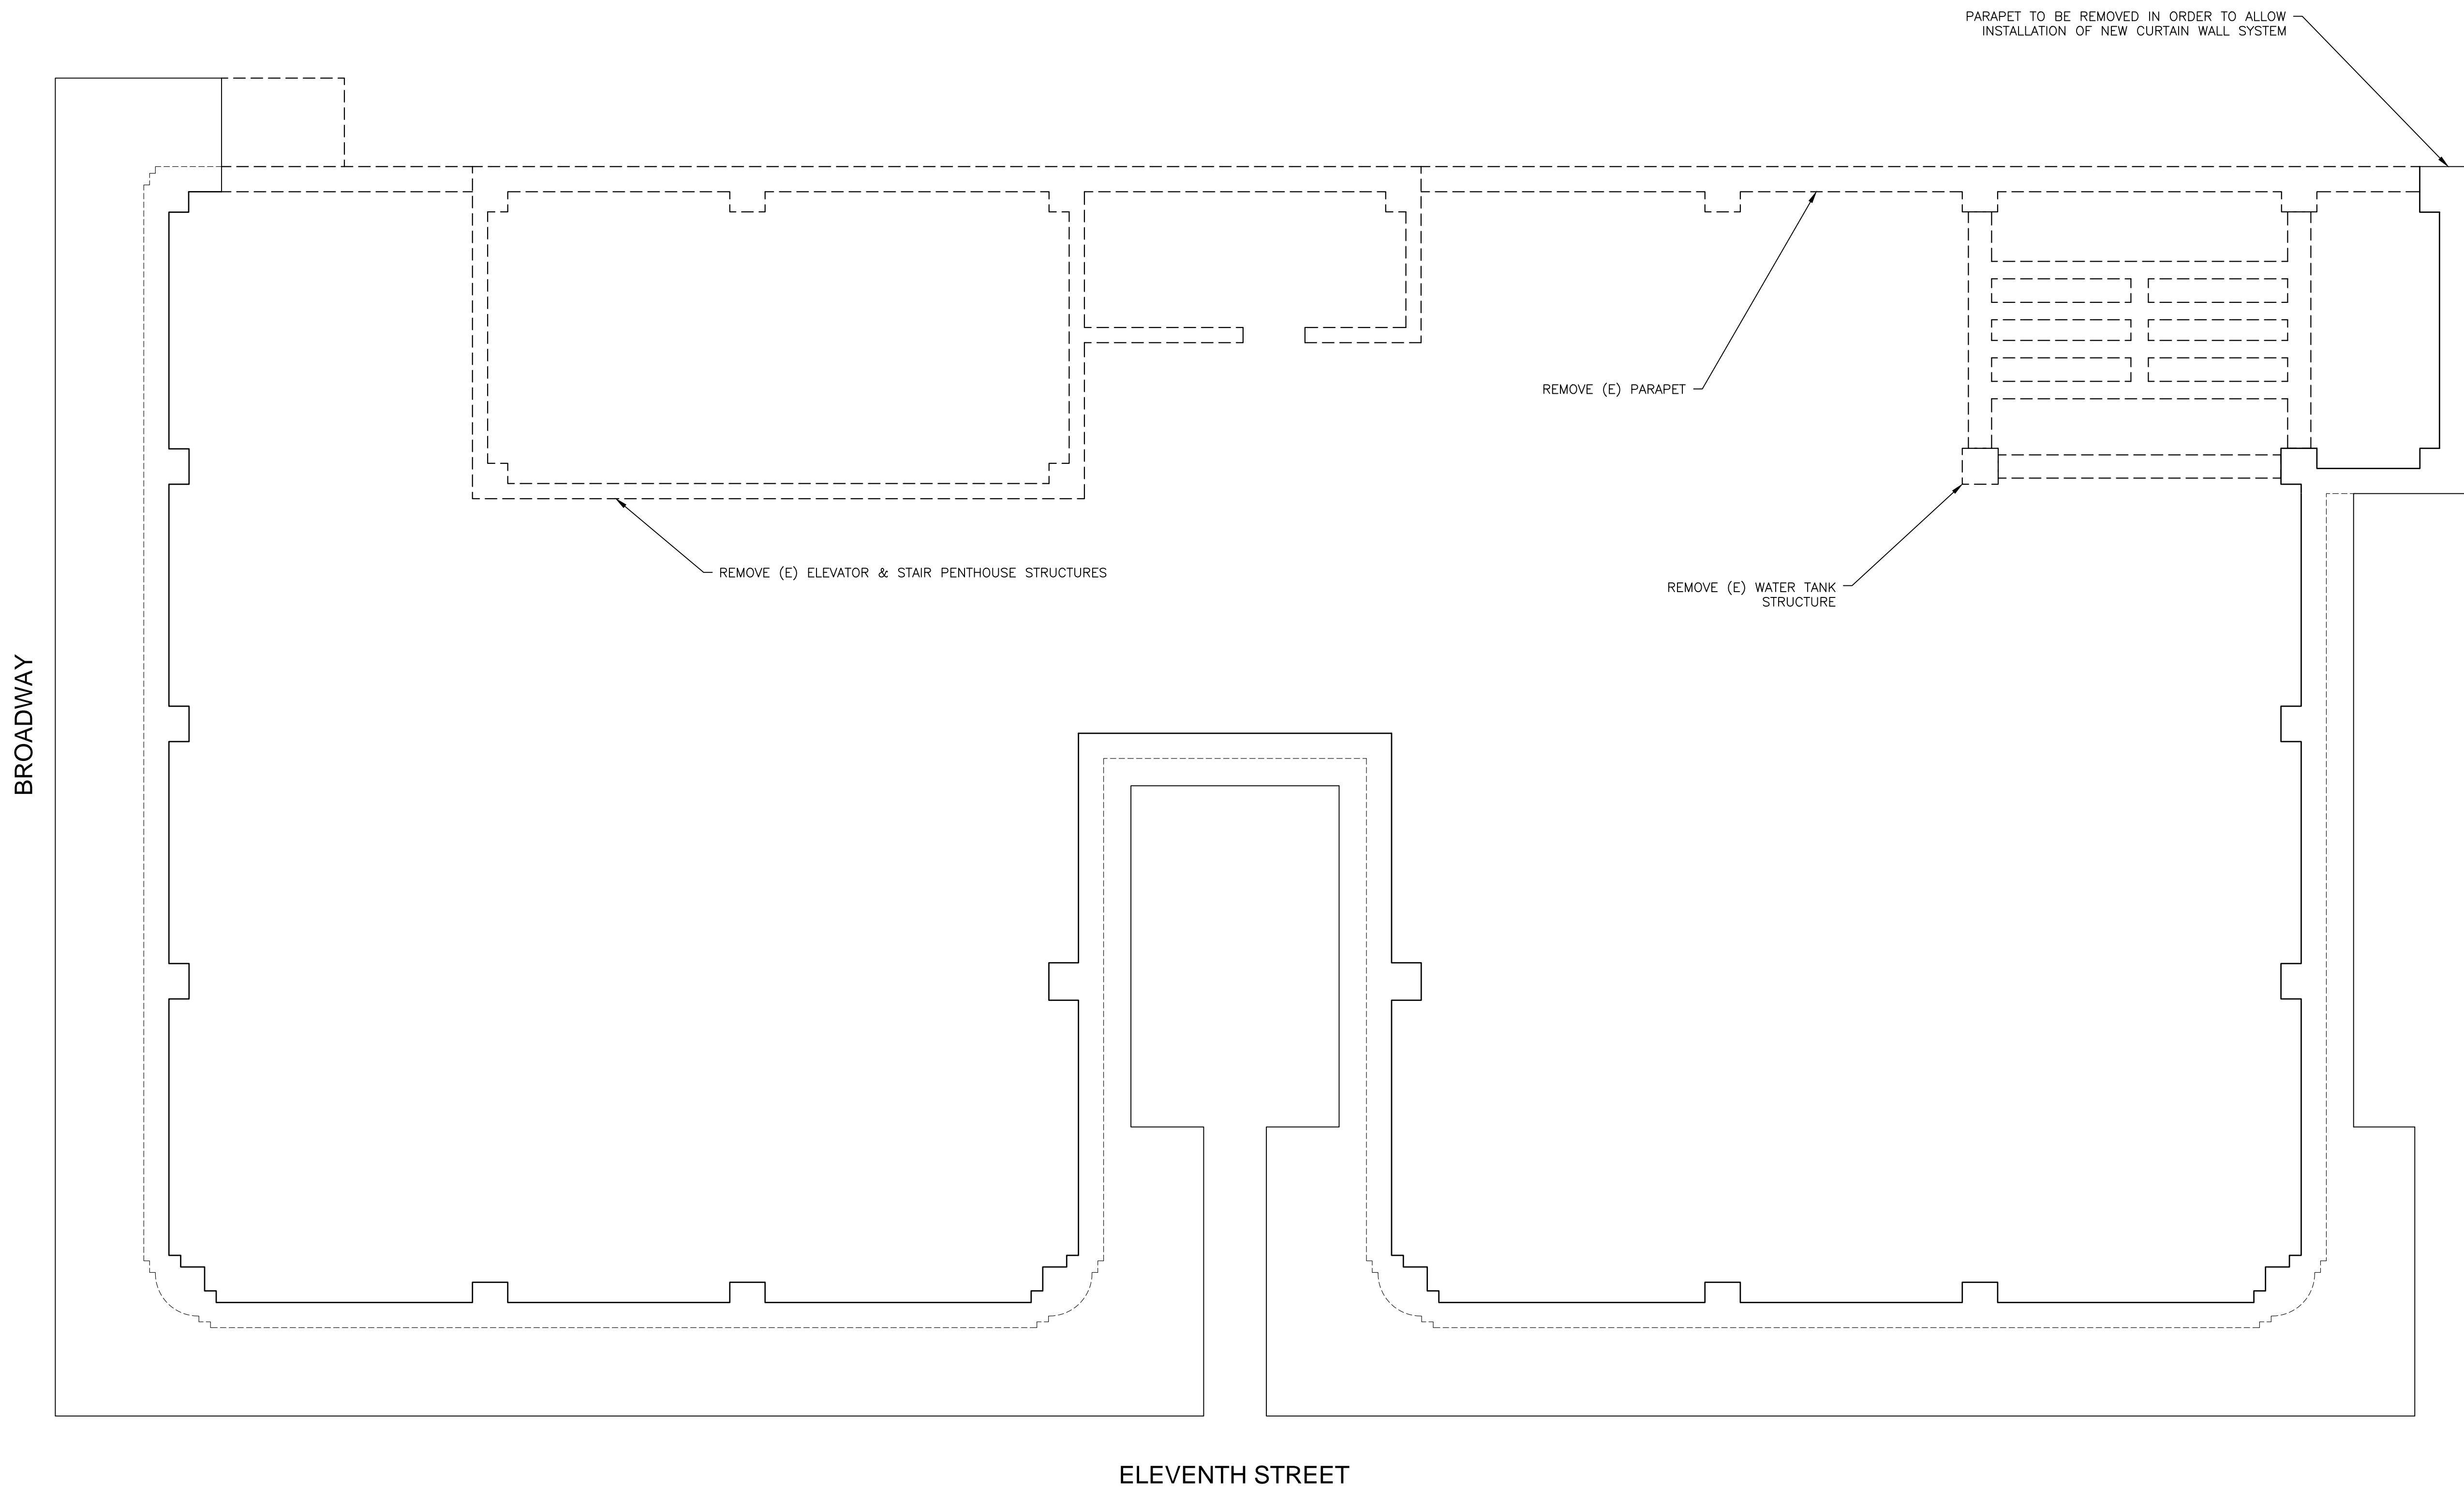 PARAPET TO BE REMOVED IN ORDER TO ALLOW
INSTALLATION OF NEW CURTAIN WALL SYSTEM
REMOVE (E) PARAPET
REMOVE (E) ELEVATOR & STAIR PENTHOUSE STRUCTURES
REMOVE (E) WATER TANK
STRUCTURE
BROADWAY
ELEVENTH STREET